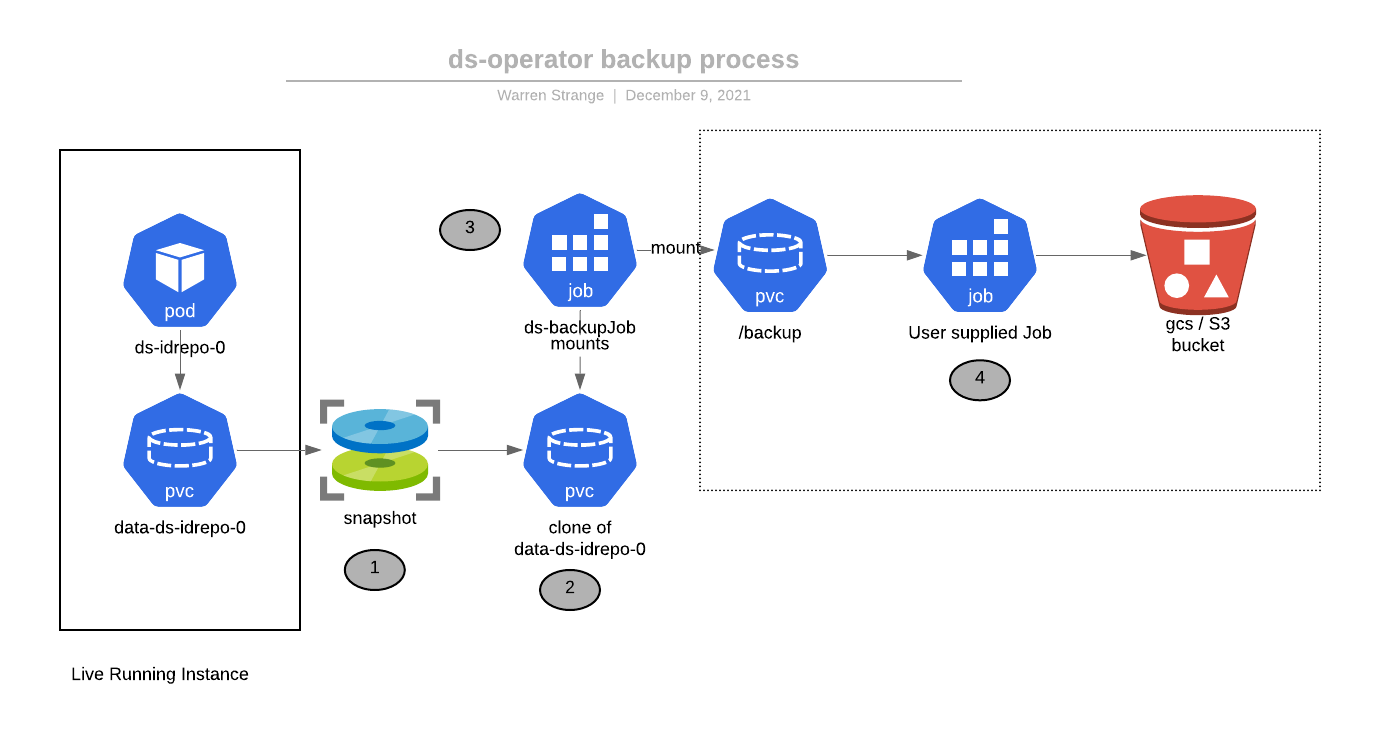 ds-operator backup process
Warren Strange | December 9, 2021
pod
ds-idrepo-0
pvc
data-ds-idrepo-0
Live Running Instance
snapshot
1
3
job
ds-backupJob
mounts
pvc
clone of
data-ds-idrepo-0
2
mount
pvc
/backup
job
User supplied Job
4
gcs / S3
bucket